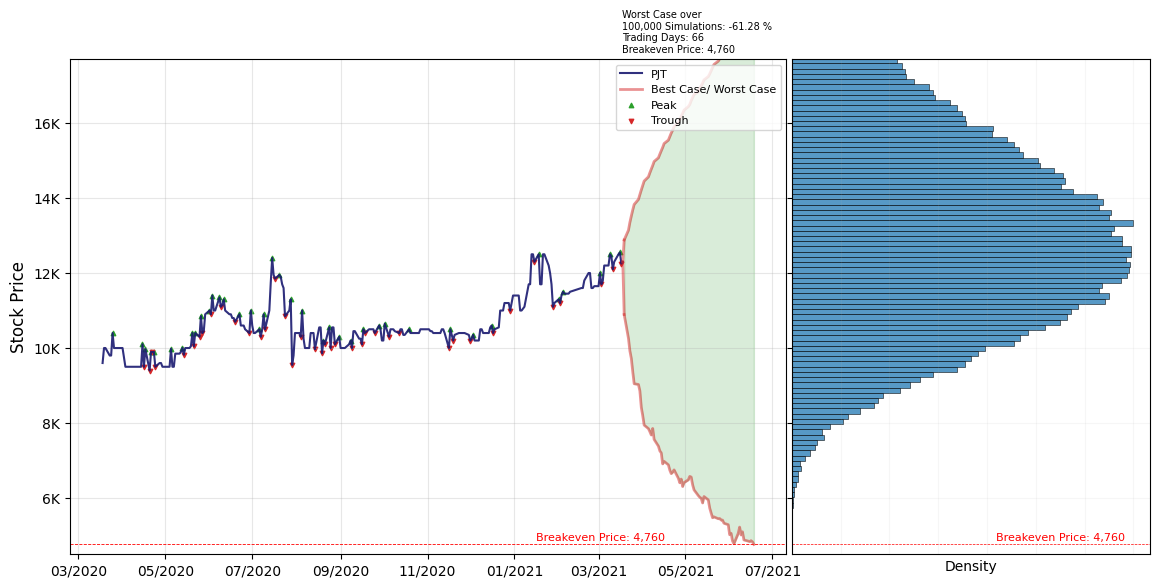 Worst Case over
100,000 Simulations: -61.28 %
Trading Days: 66
Breakeven Price: 4,760
PJT
Best Case/ Worst Case
Peak
Trough
Stock Price
16K
14K
12K
10K
8K
6K
Breakeven Price: 4,760
Breakeven Price: 4,760
03/2020
05/2020
07/2020
09/2020
11/2020
01/2021
03/2021
05/2021
07/2021
Density